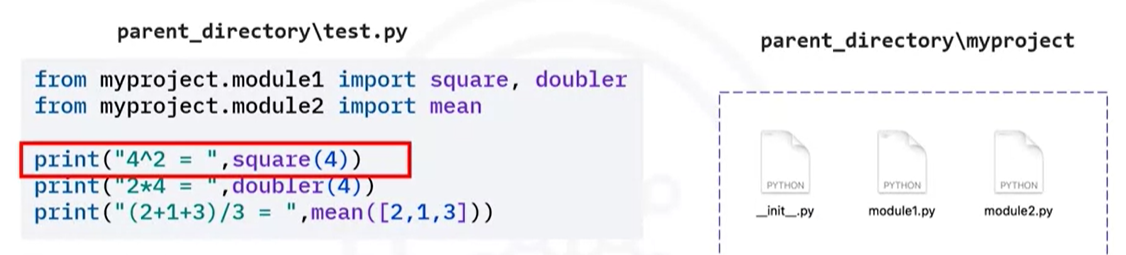 parent_directory\test.py
from myproject.module1 import square, doubler
from myproject.module2 import mean
print("4^2 = ",square(4))
print("2*4 = ",doubler(4))
print("(2+1+3)/3 = ",mean([2,1,3]))
parent_directory\myproject
PYTHON PYTHON PYTHON
__init__.py module1.py module2.py